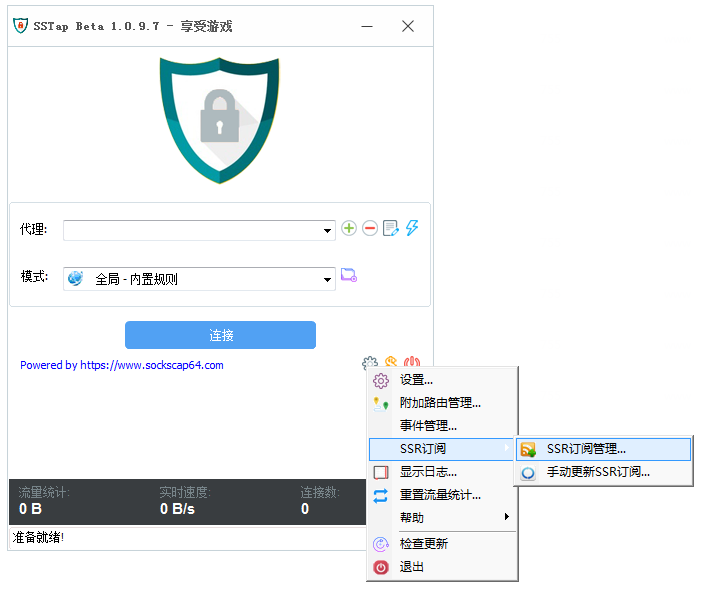 SSTap Beta 1.0.9.7 - 享受游戏
代理:
模式:
全局 - 内置规则
连接
Powered by https://www.sockscap64.com
设置...
附加路由管理...
事件管理...
SSR订阅
SSR订阅管理...
显示日志...
手动更新SSR订阅...
重置流量统计...
帮助
检查更新
退出
流量统计:
实时速度:
连接数:
0 B
0 B/s
0
准备就绪!